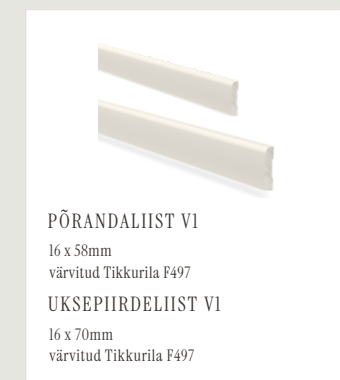 PÕRANDALIIST V1
16 x 58mm
värvitud Tikkurila F497
UKSEPIIRDELIIST V1
16 x 70mm
värvitud Tikkurila F497